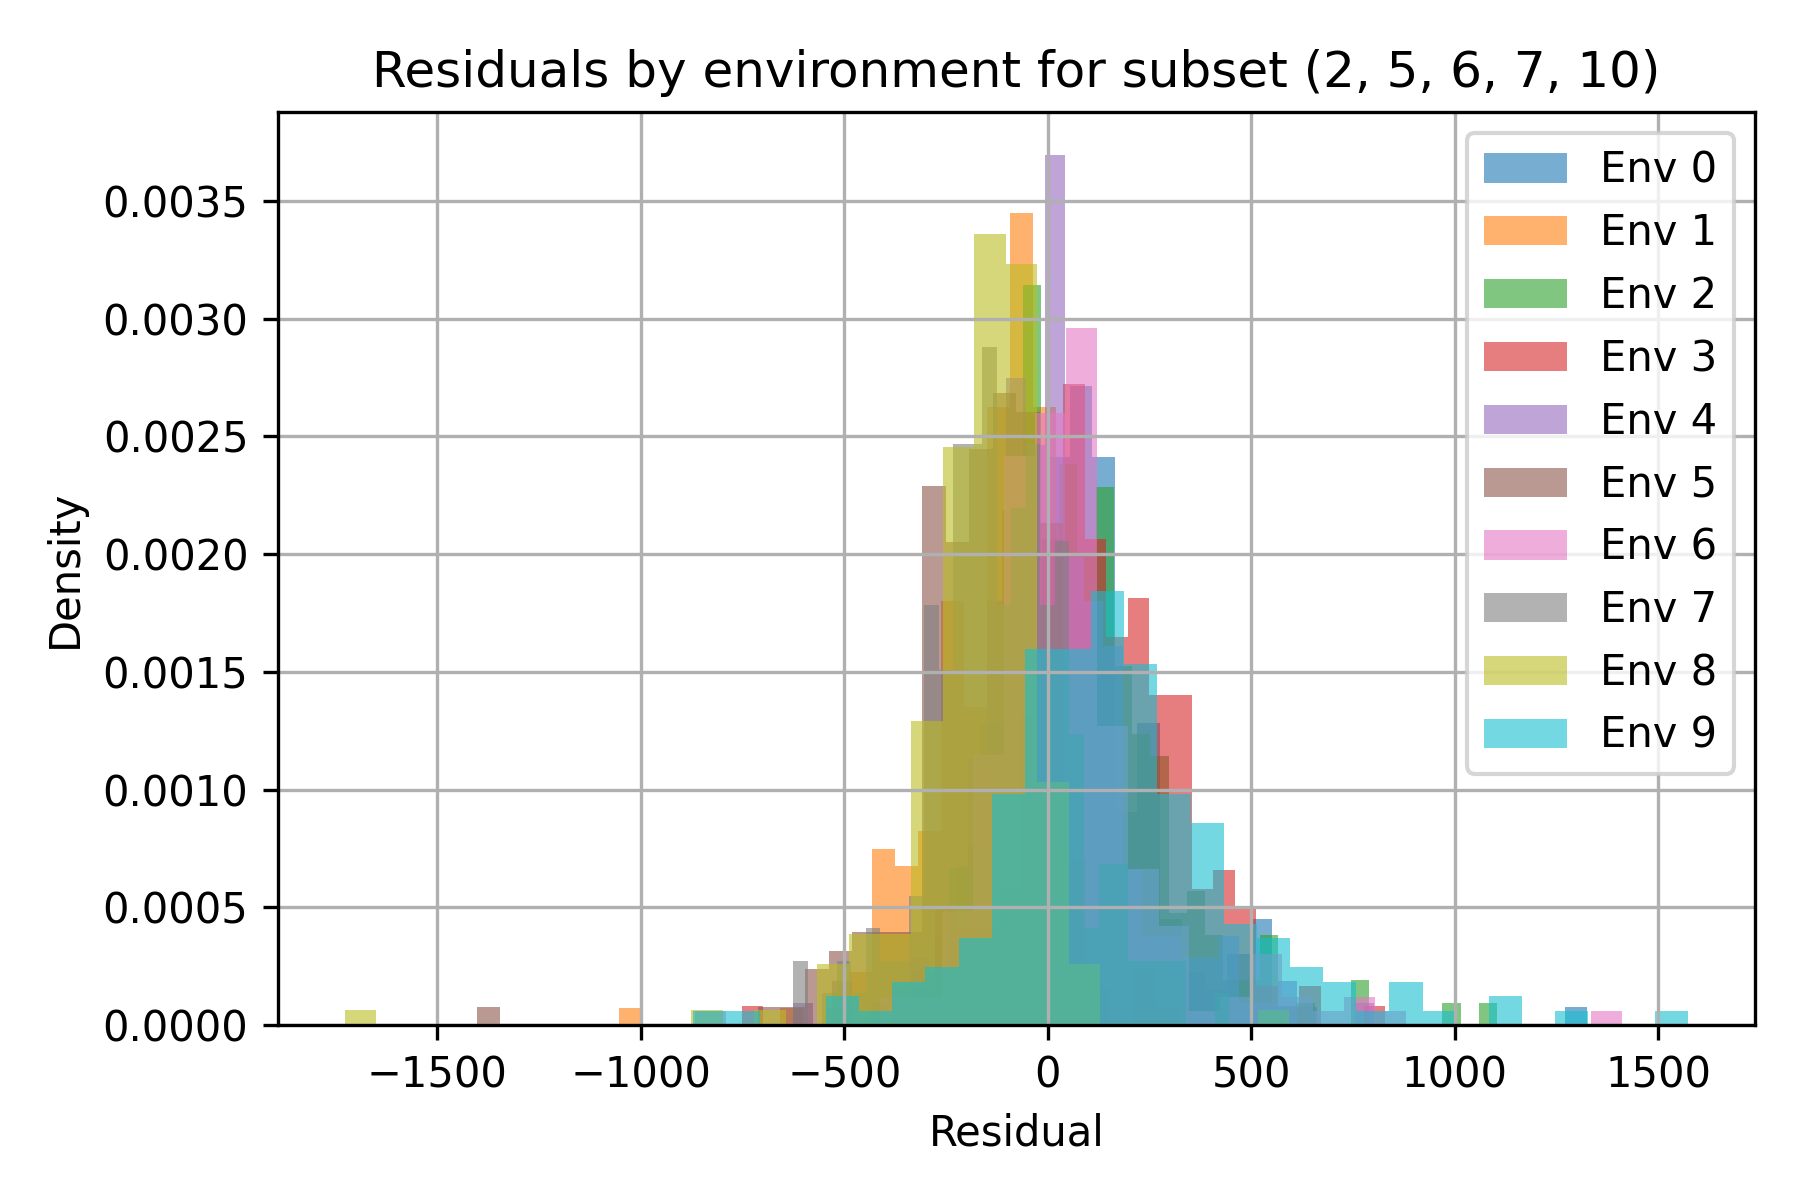 Residuals by environment for subset (2, 5, 6, 7, 10)
Density
0.0035
0.0030
0.0025
0.0020
0.0015
0.0010
0.0005
0.0000
−1500
−1000
−500
0
500
1000
1500
Residual
Env 0
Env 1
Env 2
Env 3
Env 4
Env 5
Env 6
Env 7
Env 8
Env 9